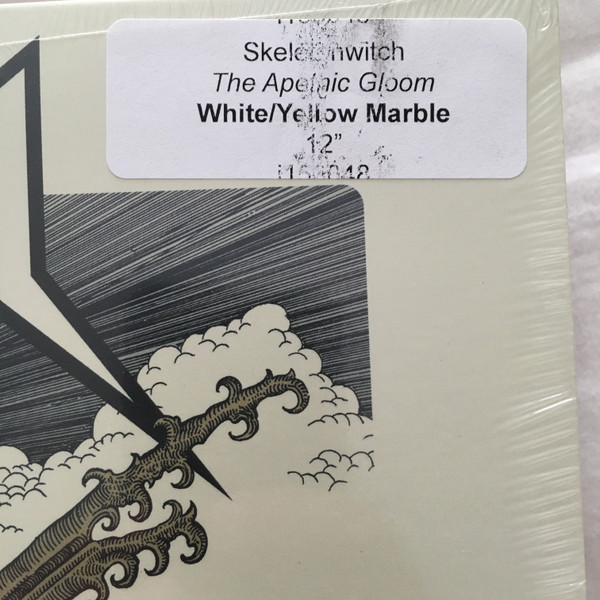 Skeletonwitch
The Apothic Gloom
White/Yellow Marble
12”